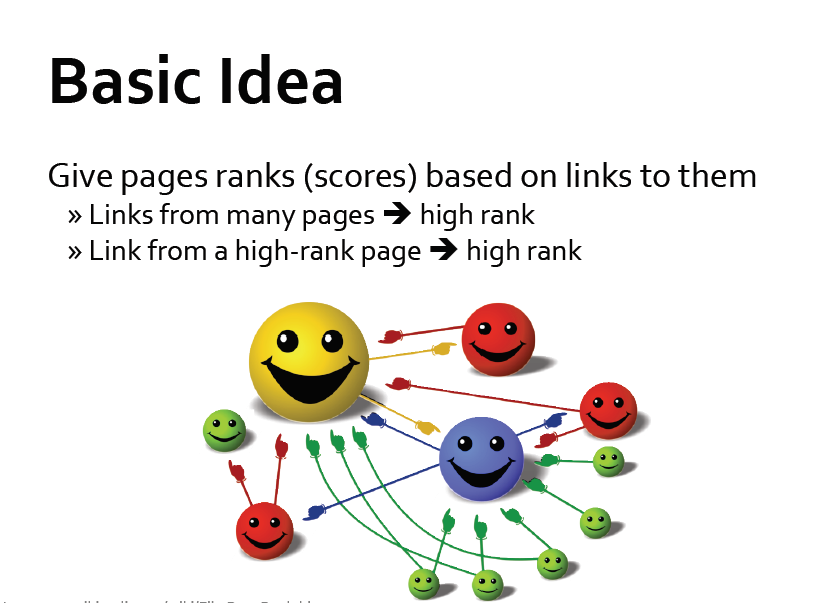 Basic Idea
Give pages ranks (scores) based on links to them
» Links from many pages ➔ high rank
» Link from a high-rank page ➔ high rank